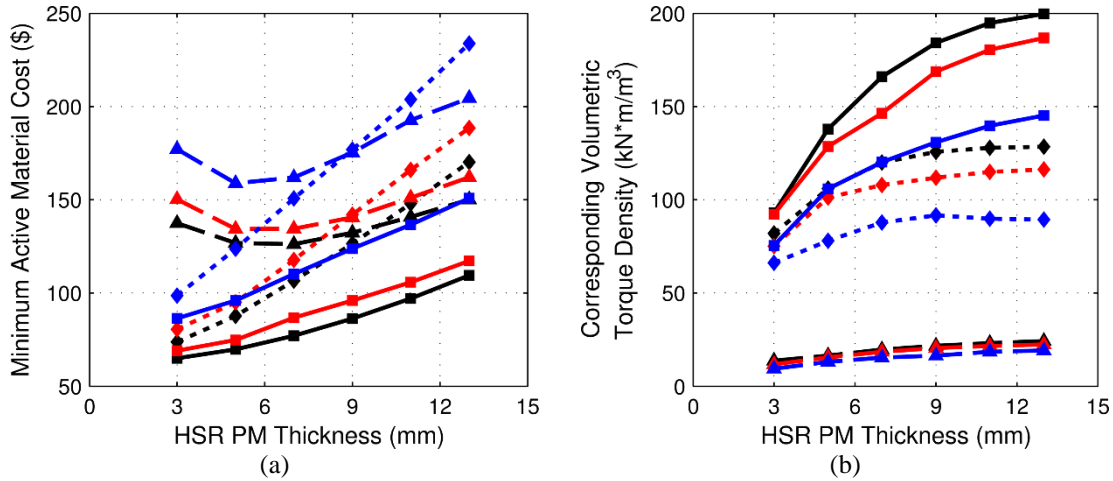 Minimum Active Material Cost ($)
250
200
150
100
50
0 3 6 9 12 15
HSR PM Thickness (mm)
(a)
Corresponding Volumetric
Torque Density (kN*m/m³)
200
150
100
50
0
0 3 6 9 12 15
HSR PM Thickness (mm)
(b)